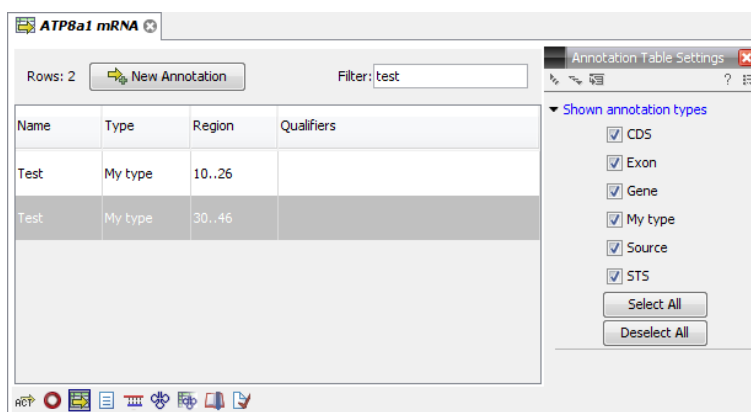 ATP8a1 mRNA
Rows: 2
New Annotation
Filter: test
Name Type Region Qualifiers
Test My type 10..26
Test My type 30..46
Annotation Table Settings
?
Shown annotation types
CDS
Exon
Gene
My type
Source
STS
Select All
Deselect All
ACT